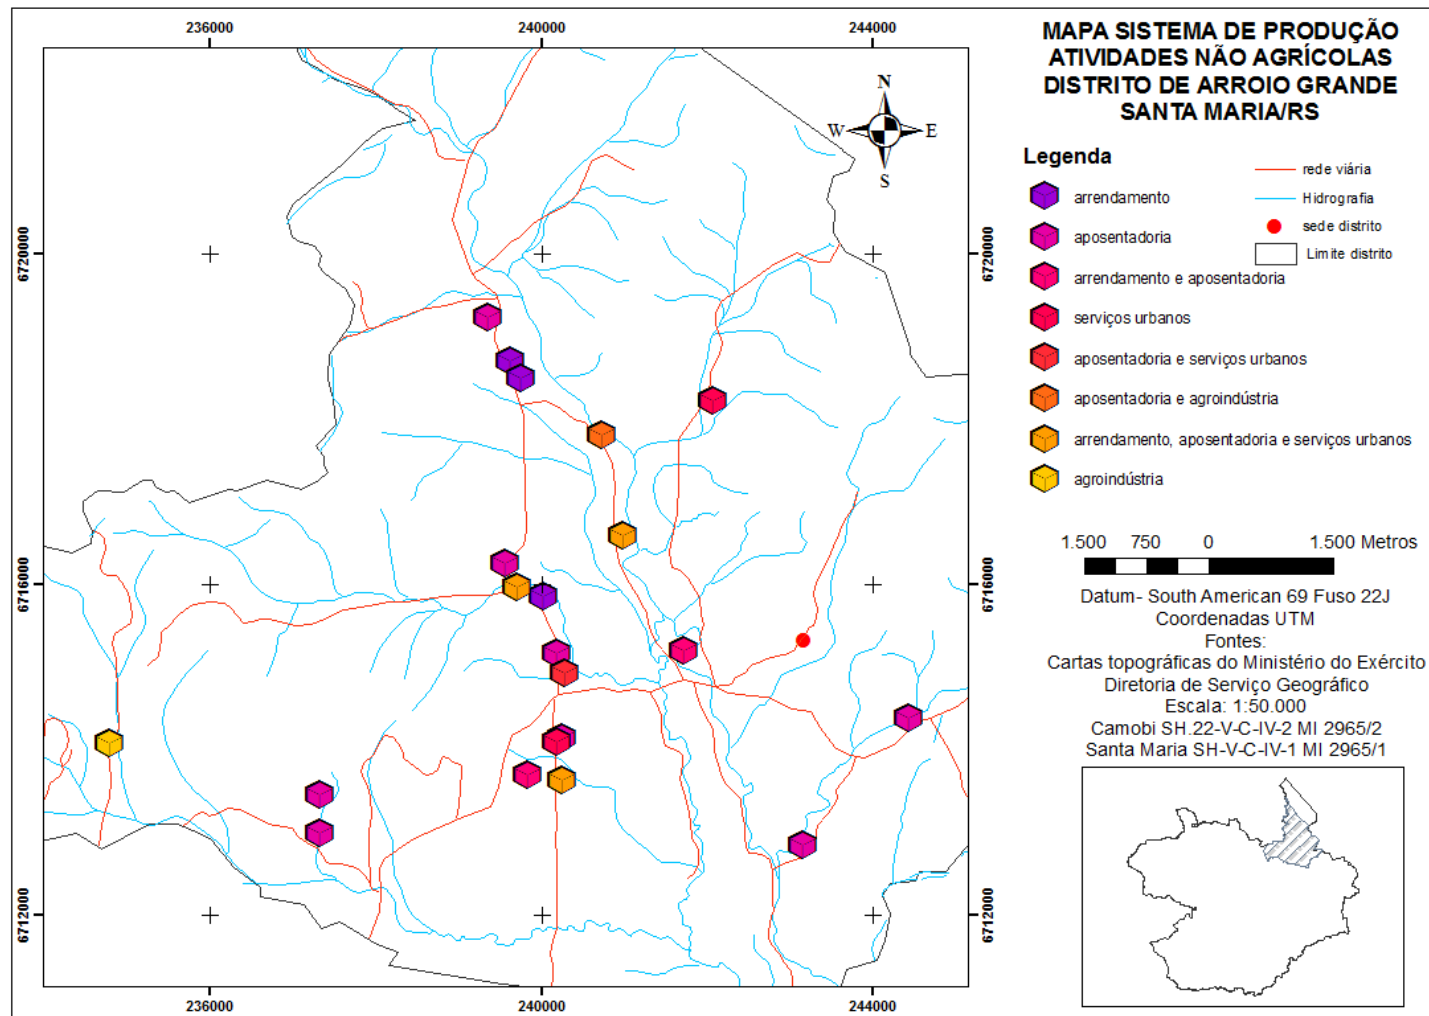 MAPA SISTEMA DE PRODUÇÃO
ATIVIDADES NÃO AGRÍCOLAS
DISTRITO DE ARROIO GRANDE
SANTA MARIA/RS
236000 240000 244000
N
W E
S
6720000 6720000
6716000 6716000
6712000 6712000
236000 240000 244000
Legenda
arrendamento
aposentadoria
arrendamento e aposentadoria
serviços urbanos
aposentadoria e serviços urbanos
aposentadoria e agroindústria
arrendamento, aposentadoria e serviços urbanos
agroindústria
rede viária
Hidrografia
sede distrito
Limite distrito
1.500 750 0 1.500 Metros
Datum- South American 69 Fuso 22J
Coordenadas UTM
Fontes:
Cartas topográficas do Ministério do Exército
Diretoria de Serviço Geográfico
Escala: 1:50.000
Camobi SH.22-V-C-IV-2 MI 2965/2
Santa Maria SH-V-C-IV-1 MI 2965/1